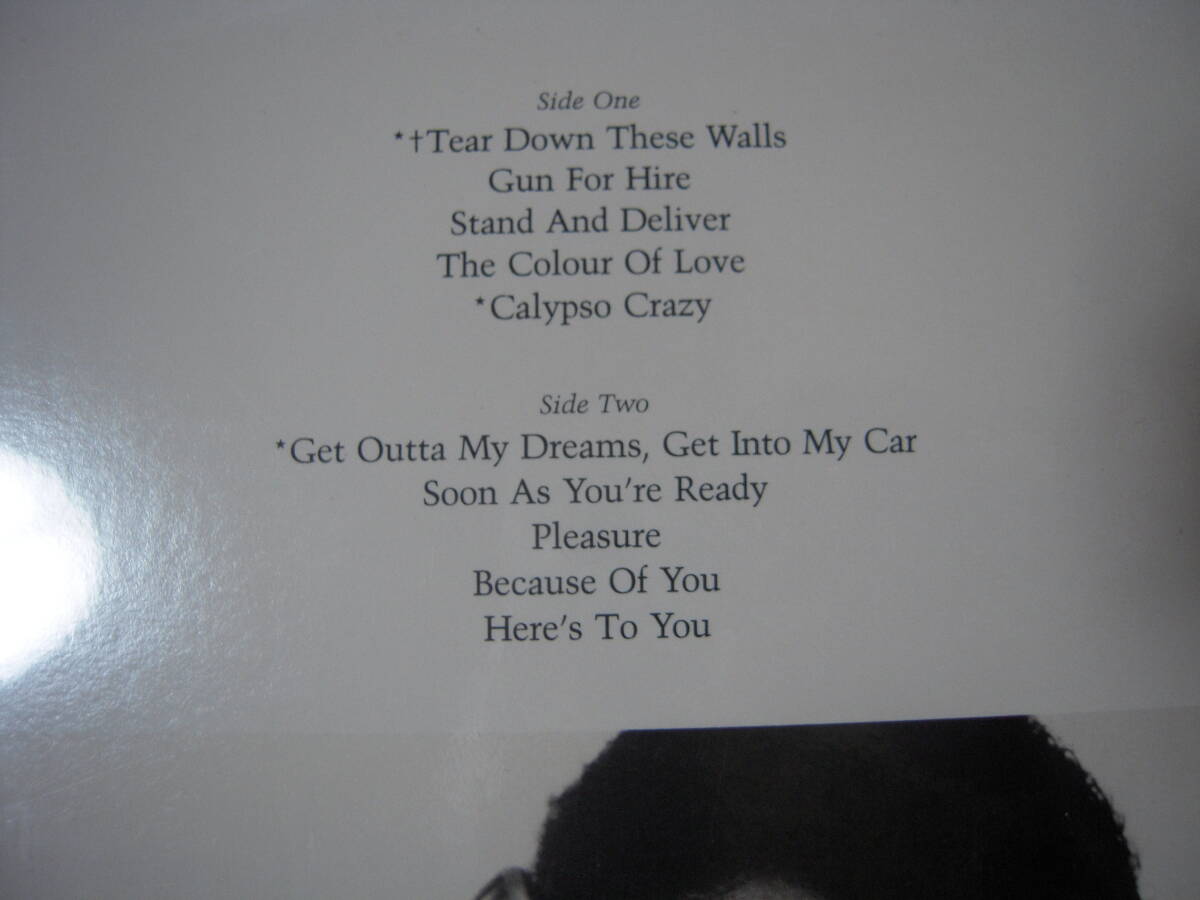 Side One
*†Tear Down These Walls
Gun For Hire
Stand And Deliver
The Colour Of Love
*Calypso Crazy
Side Two
*Get Outta My Dreams, Get Into My Car
Soon As You're Ready
Pleasure
Because Of You
Here's To You